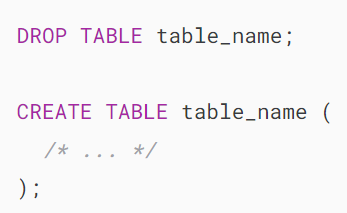 DROP TABLE table_name;
CREATE TABLE table_name (
/* ... */
);